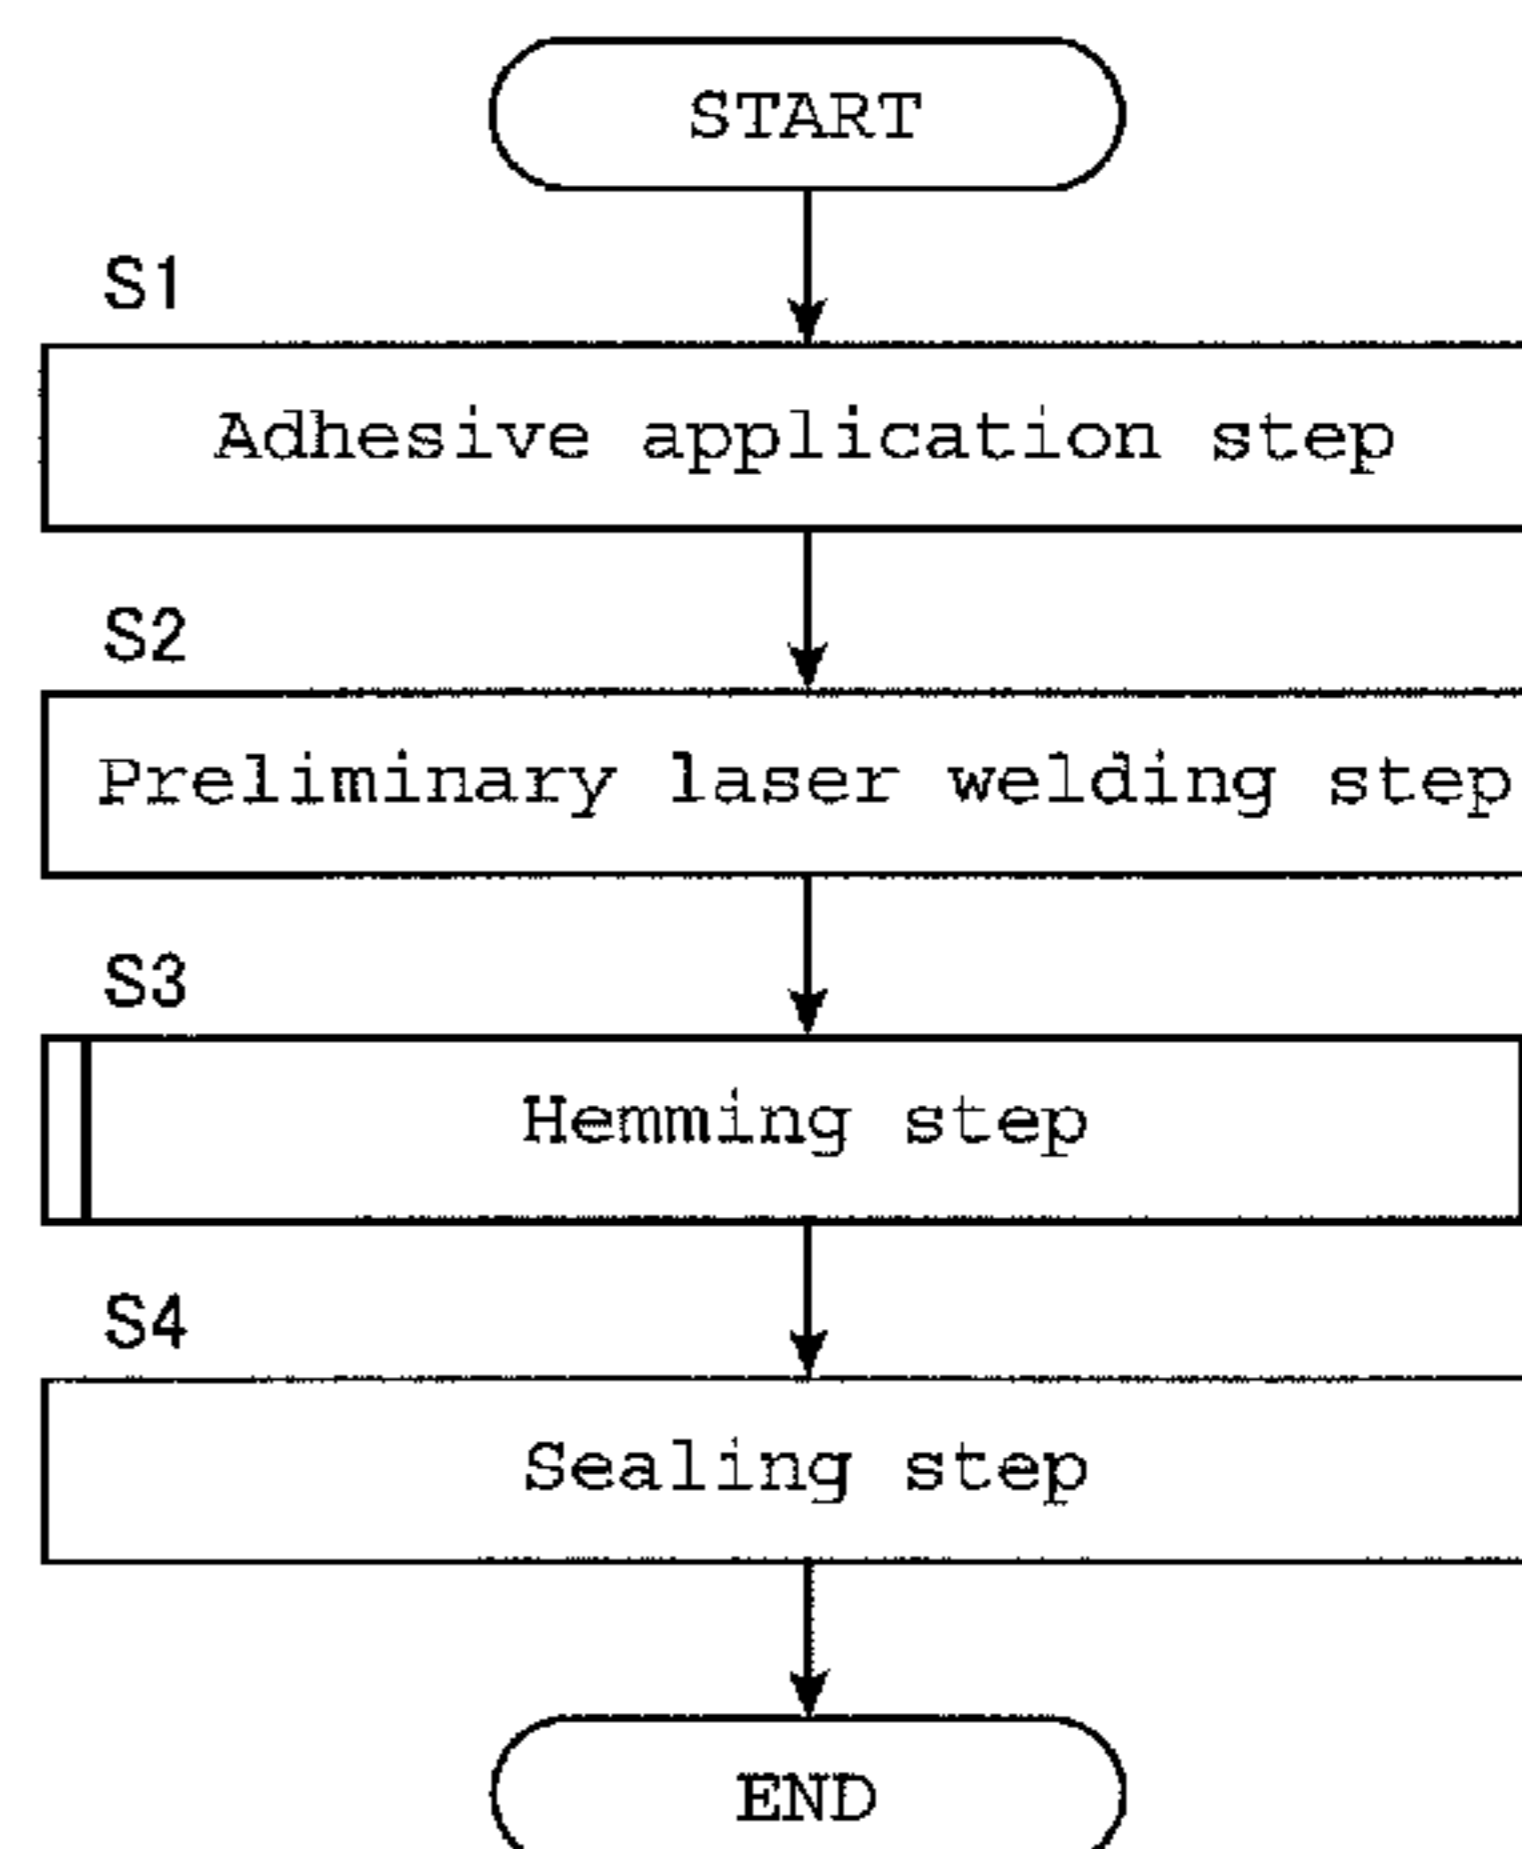 START
S1
Adhesive application step
S2
Preliminary laser welding step
S3
Hemming step
S4
Sealing step
END